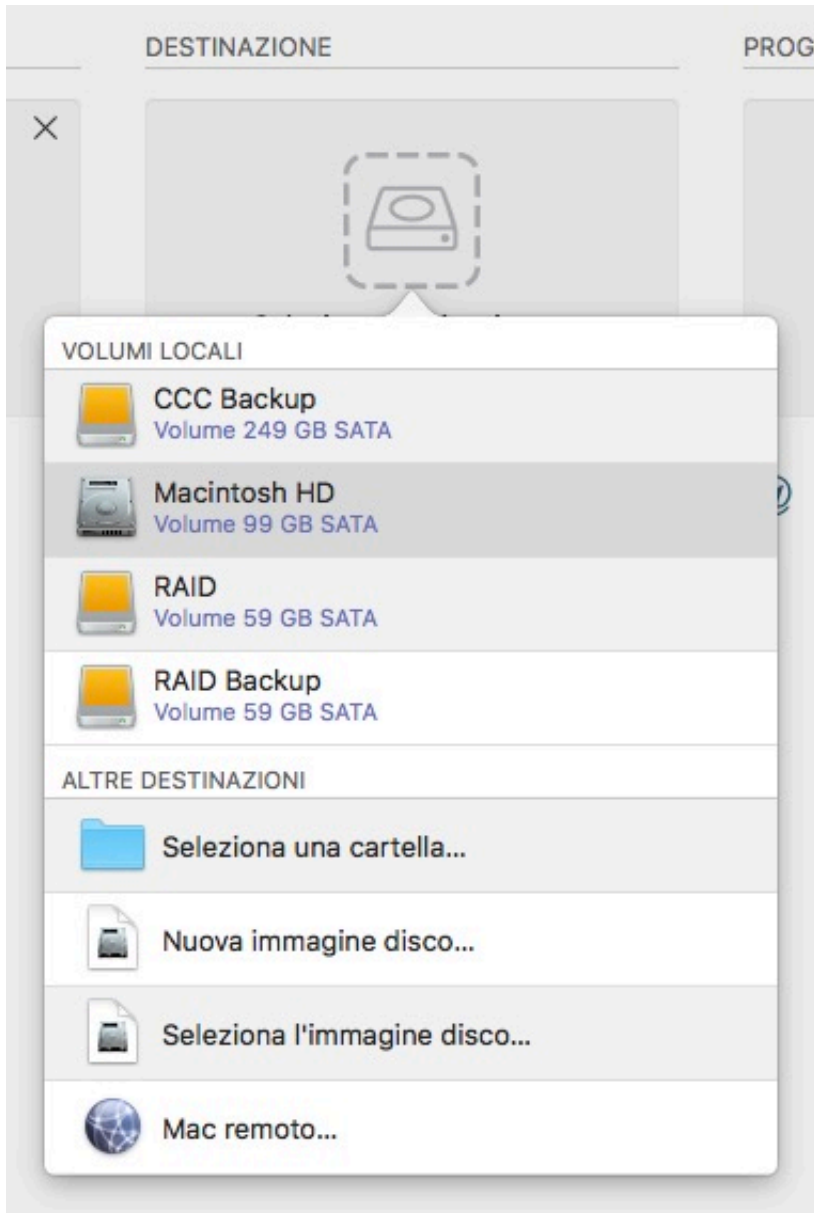 DESTINAZIONE
PROG
VOLUMI LOCALI
CCC Backup
Volume 249 GB SATA
Macintosh HD
Volume 99 GB SATA
RAID
Volume 59 GB SATA
RAID Backup
Volume 59 GB SATA
ALTRE DESTINAZIONI
Seleziona una cartella...
Nuova immagine disco...
Seleziona l'immagine disco...
Mac remoto...